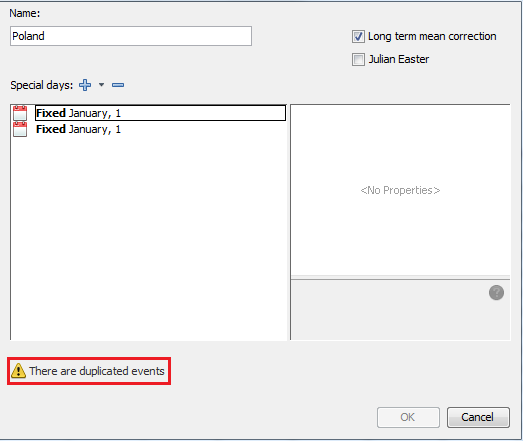 Name:
Poland
Long term mean correction
Julian Easter
Special days:
Fixed January, 1
Fixed January, 1
<No Properties>
?
There are duplicated events
OK
Cancel